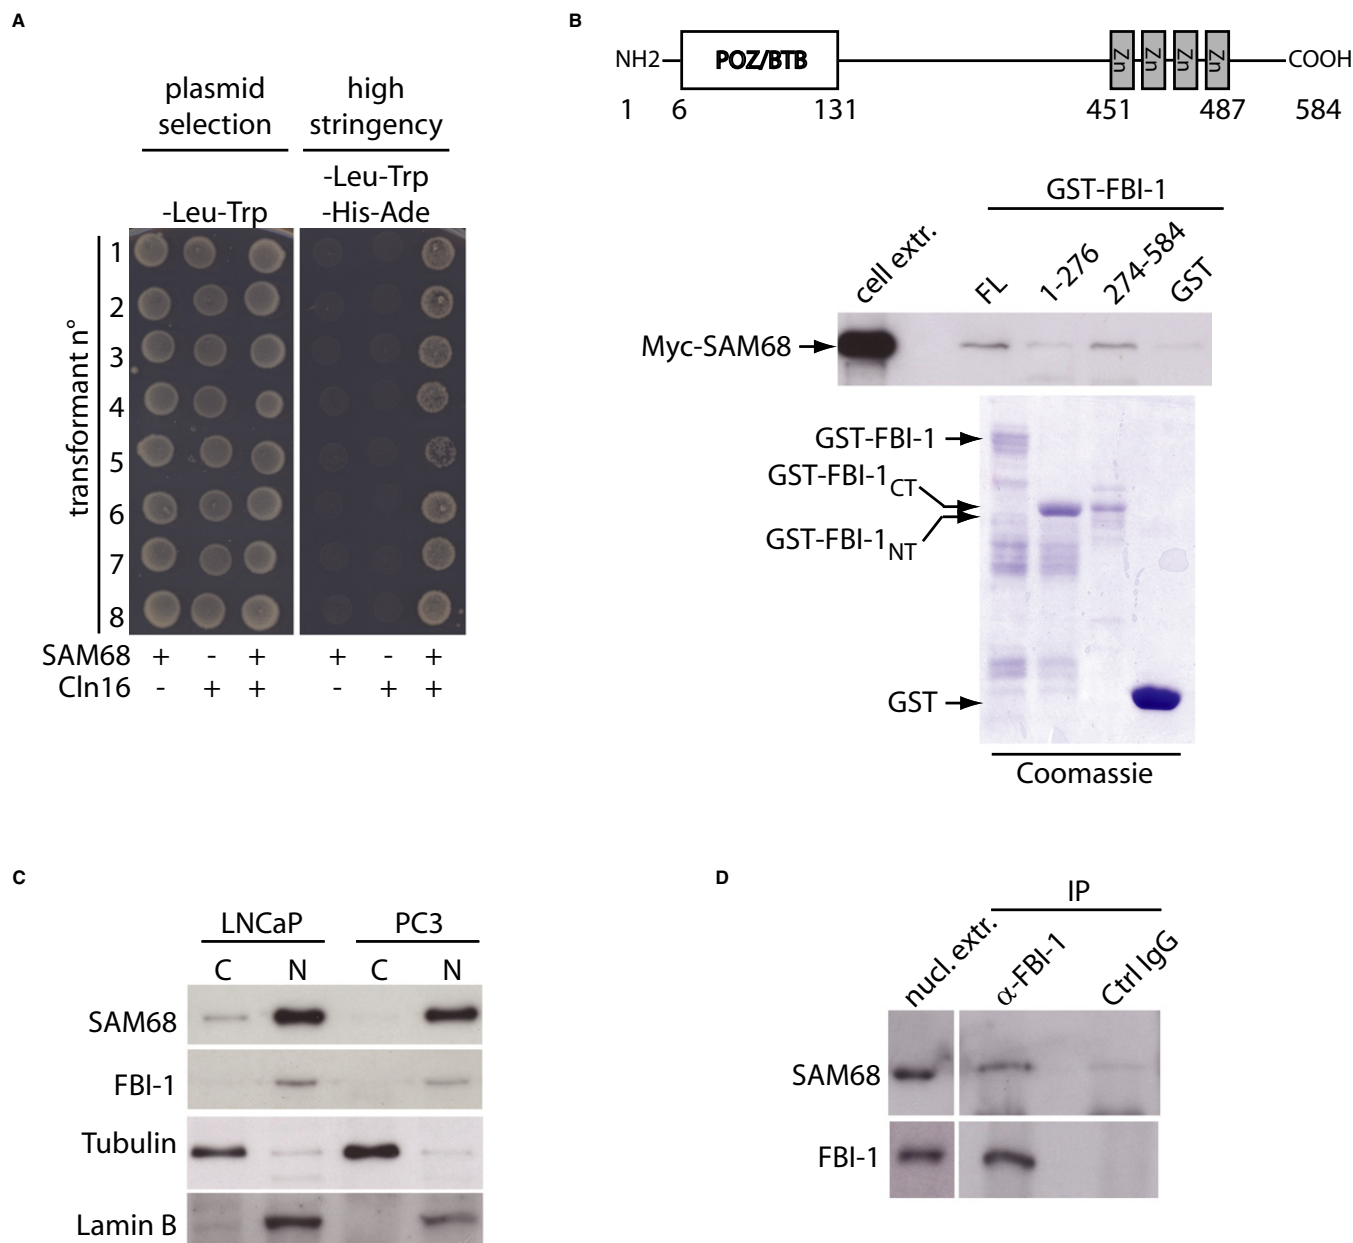 A
plasmid
selection
high
stringency
-Leu-Trp
-Leu-Trp
-His-Ade
transformant n°
1
2
3
4
5
6
7
8
SAM68 + - + + - +
Cln16 - + + - + +
B
NH2 POZ/BTB Zn Zn Zn Zn COOH
1 6 131 451 487 584
GST-FBI-1
cell extr. FL 1-276 274-584 GST
Myc-SAM68
GST-FBI-1
GST-FBI-1CT
GST-FBI-1NT
GST
Coomassie
C
LNCaP PC3
C N C N
SAM68
FBI-1
Tubulin
Lamin B
D
IP
nucl. extr. α-FBI-1 Ctrl IgG
SAM68
FBI-1